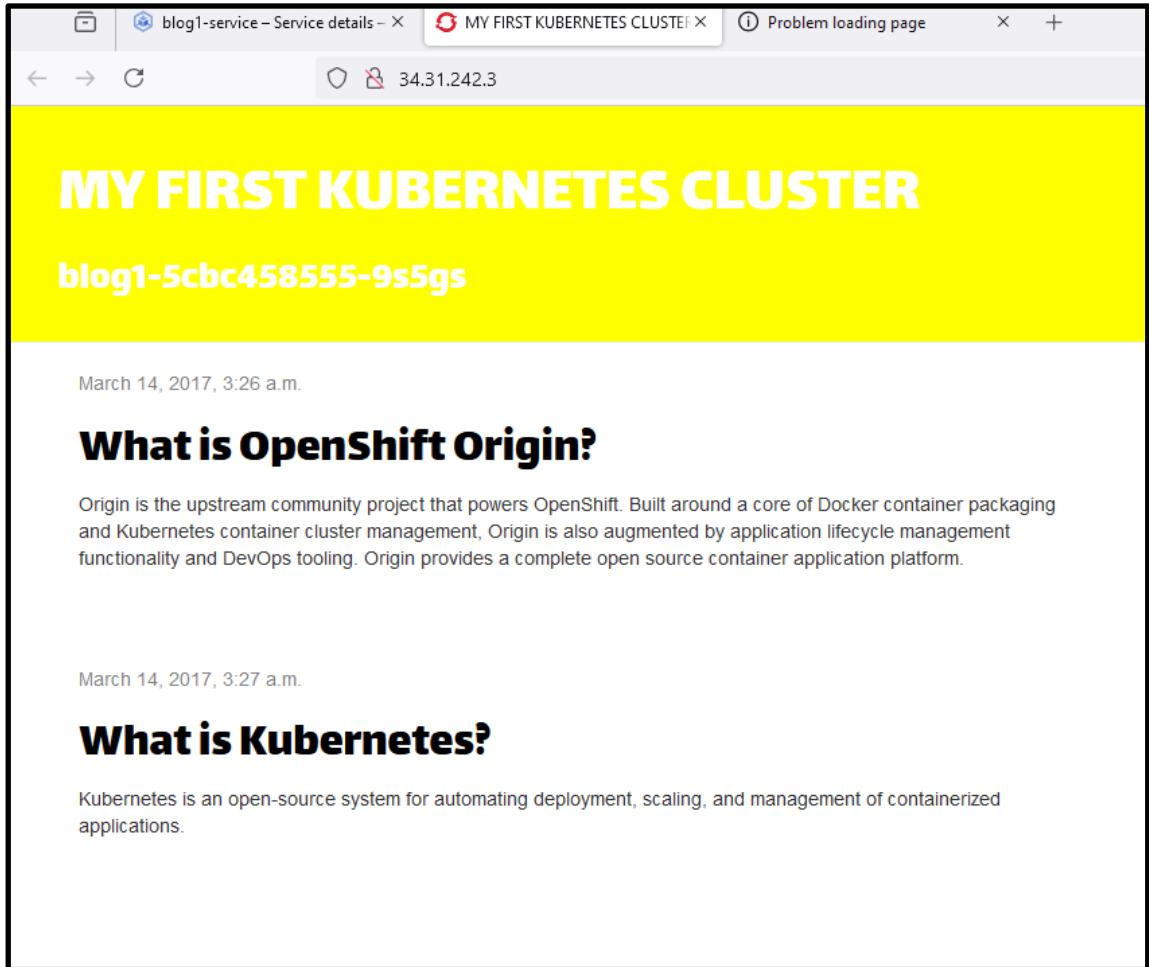 blog1-service – Service details –
MY FIRST KUBERNETES CLUSTER
Problem loading page
34.31.242.3
MY FIRST KUBERNETES CLUSTER
blog1-5cbc458555-9s5gs
March 14, 2017, 3:26 a.m.
What is OpenShift Origin?
Origin is the upstream community project that powers OpenShift. Built around a core of Docker container packaging
and Kubernetes container cluster management, Origin is also augmented by application lifecycle management
functionality and DevOps tooling. Origin provides a complete open source container application platform.
March 14, 2017, 3:27 a.m.
What is Kubernetes?
Kubernetes is an open-source system for automating deployment, scaling, and management of containerized
applications.